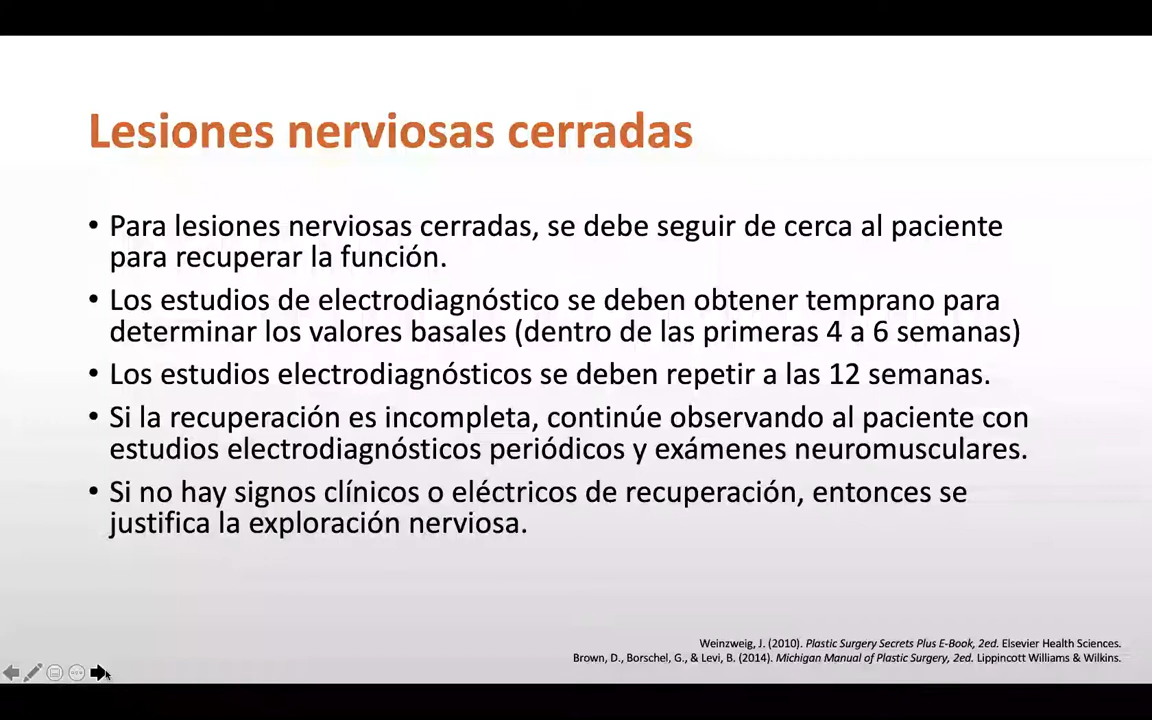 Lesiones nerviosas cerradas
• Para lesiones nerviosas cerradas, se debe seguir de cerca al paciente
para recuperar la función.
• Los estudios de electrodiagnóstico se deben obtener temprano para
determinar los valores basales (dentro de las primeras 4 a 6 semanas)
• Los estudios electrodiagnósticos se deben repetir a las 12 semanas.
• Si la recuperación es incompleta, continúe observando al paciente con
estudios electrodiagnósticos periódicos y exámenes neuromusculares.
• Si no hay signos clínicos o eléctricos de recuperación, entonces se
justifica la exploración nerviosa.
Weinzweig, J. (2010). Plastic Surgery Secrets Plus E-Book, 2ed. Elsevier Health Sciences.
Brown, D., Borschel, G., & Levi, B. (2014). Michigan Manual of Plastic Surgery, 2ed. Lippincott Williams & Wilkins.